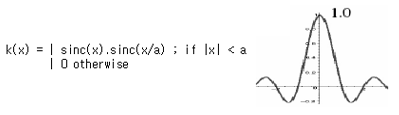 1.0
k(x) = | sinc(x).sinc(x/a) ; if |x| < a
| 0 otherwise